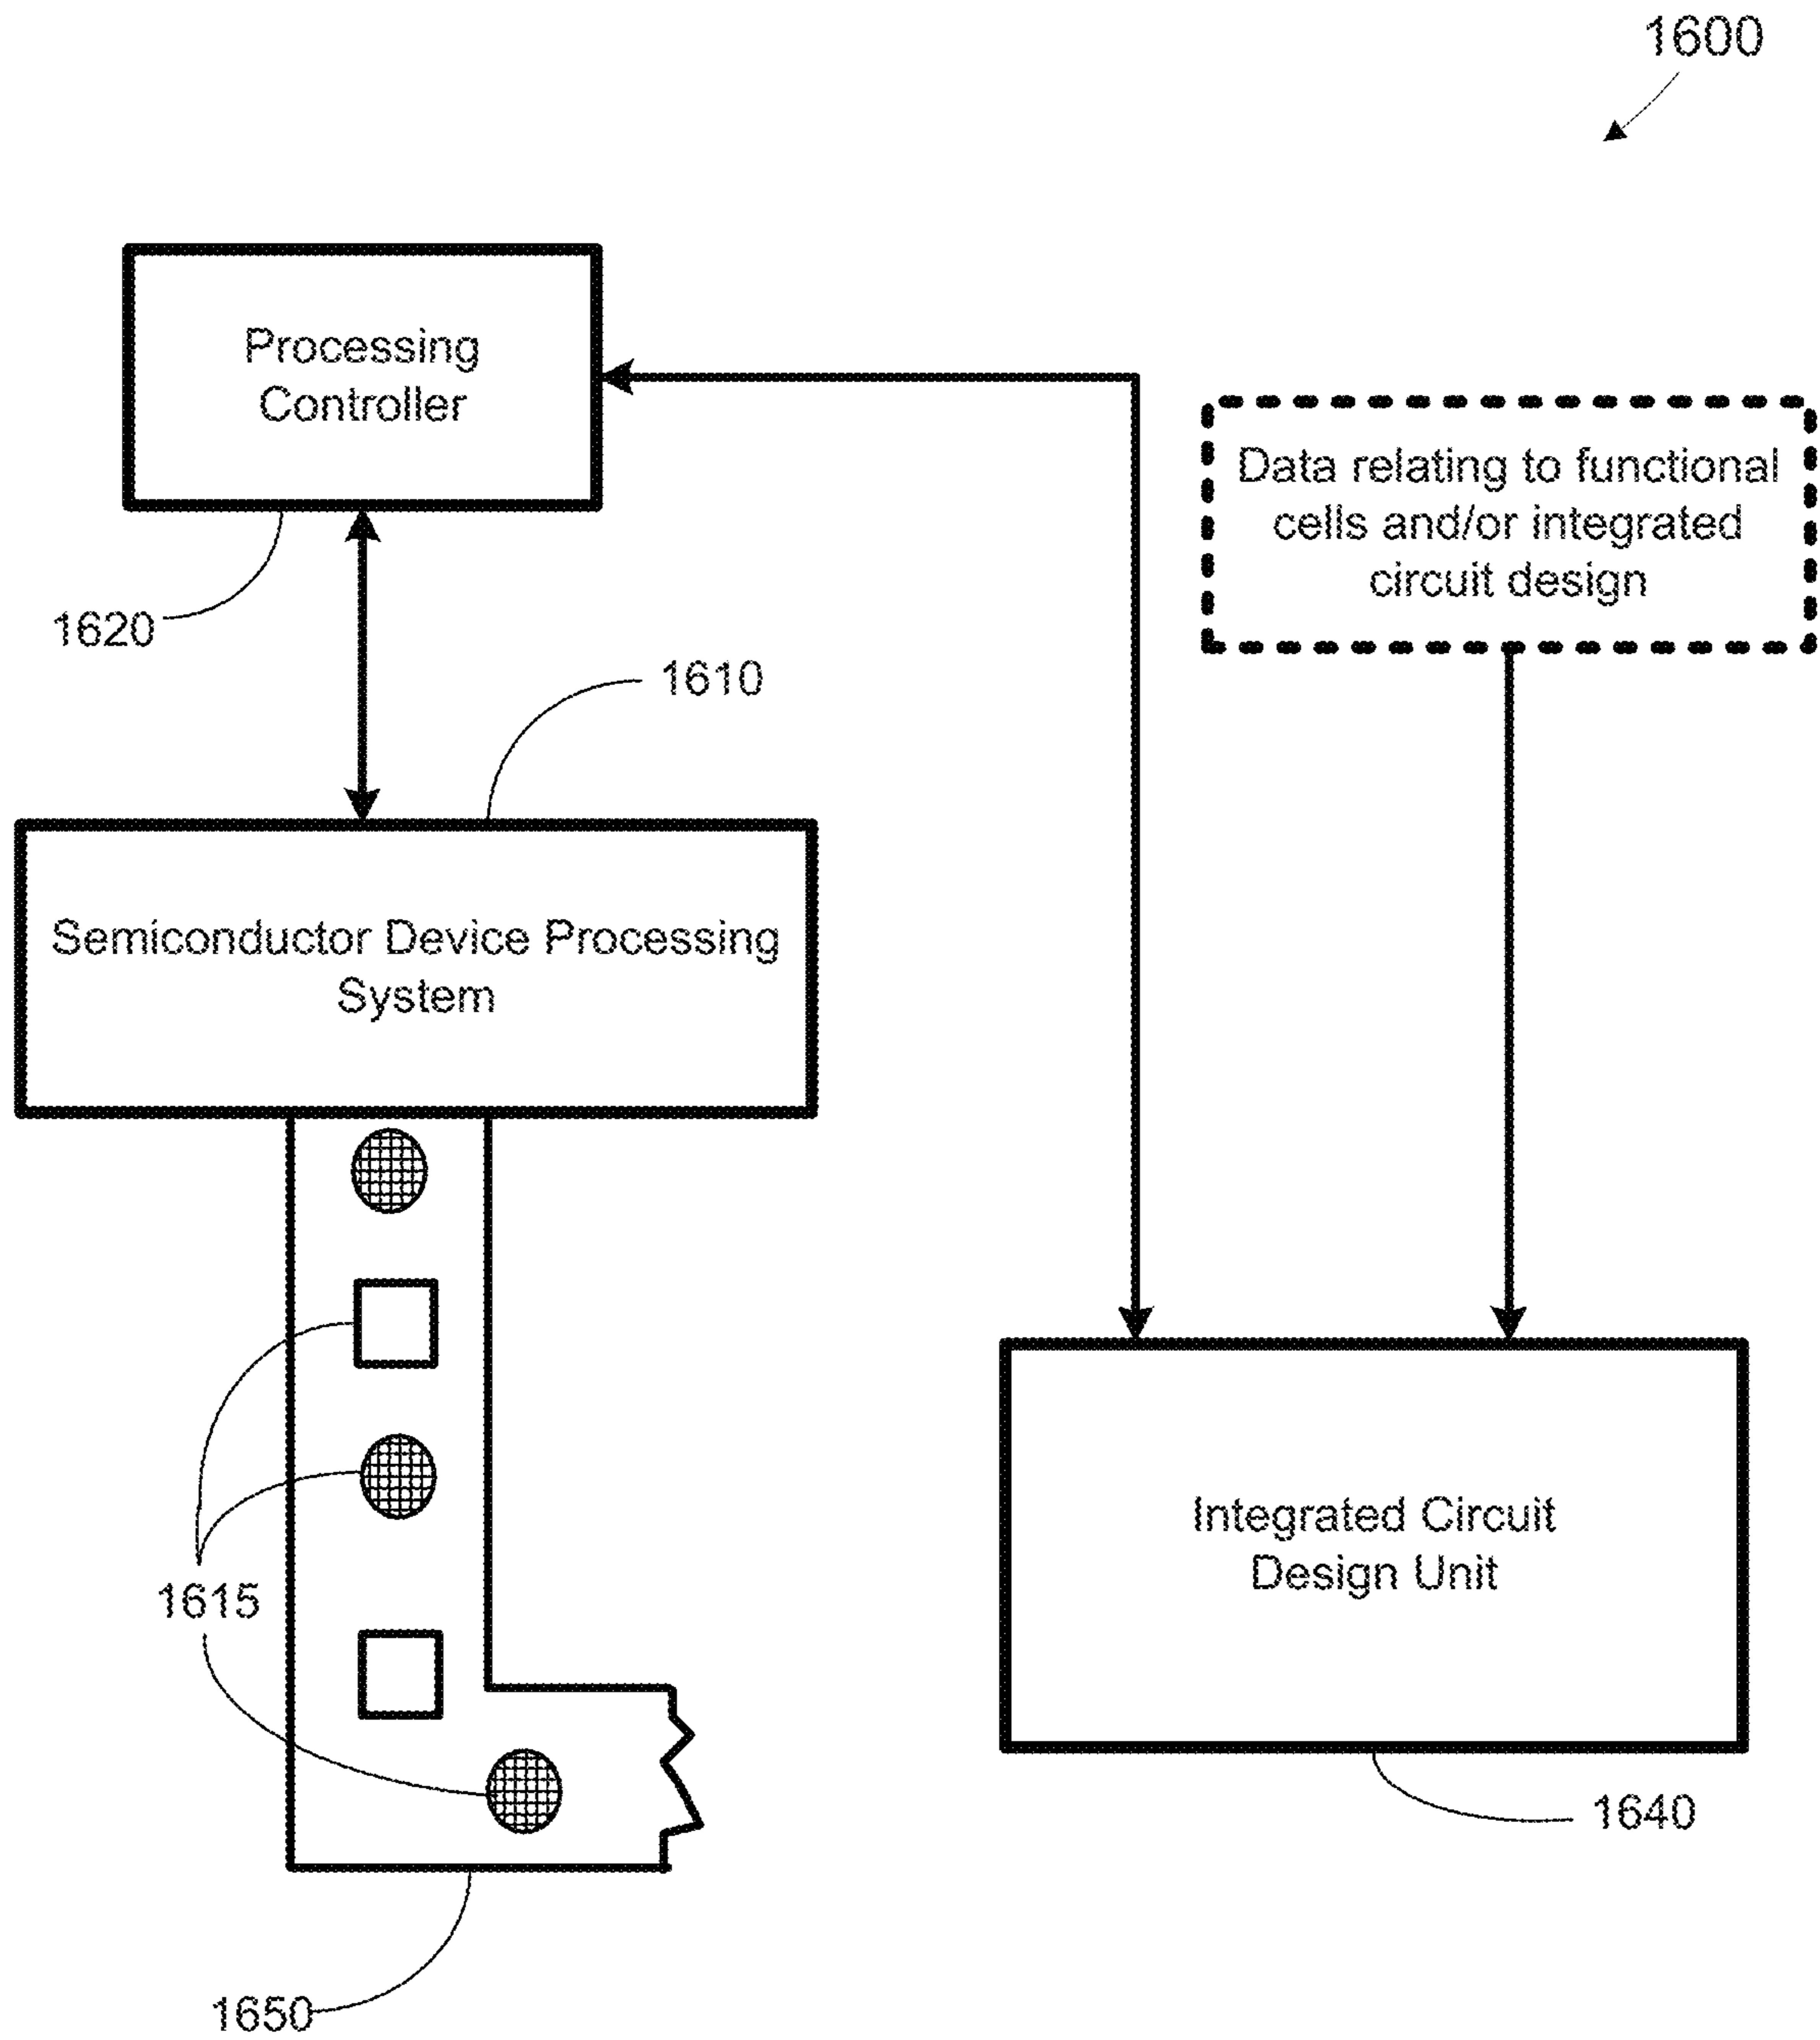 1600
Processing
Controller
Data relating to functional
cells and/or integrated
circuit design
1620
1610
Semiconductor Device Processing
System
1615
Integrated Circuit
Design Unit
1640
1650